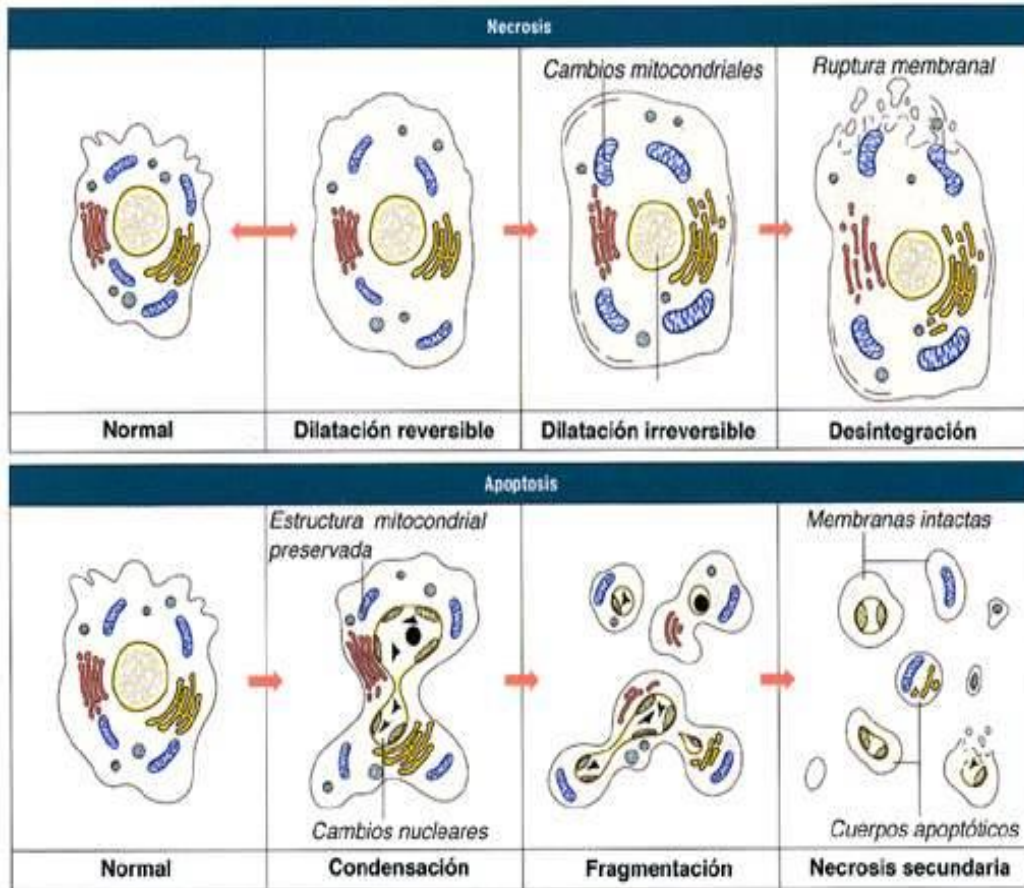 Necrosis
Cambios mitocondriales
Ruptura membranal
Normal
Dilatación reversible
Dilatación irreversible
Desintegración
Apoptosis
Estructura mitocondrial
preservada
Membranas intactas
Cambios nucleares
Cuerpos apoptóticos
Normal
Condensación
Fragmentación
Necrosis secundaria